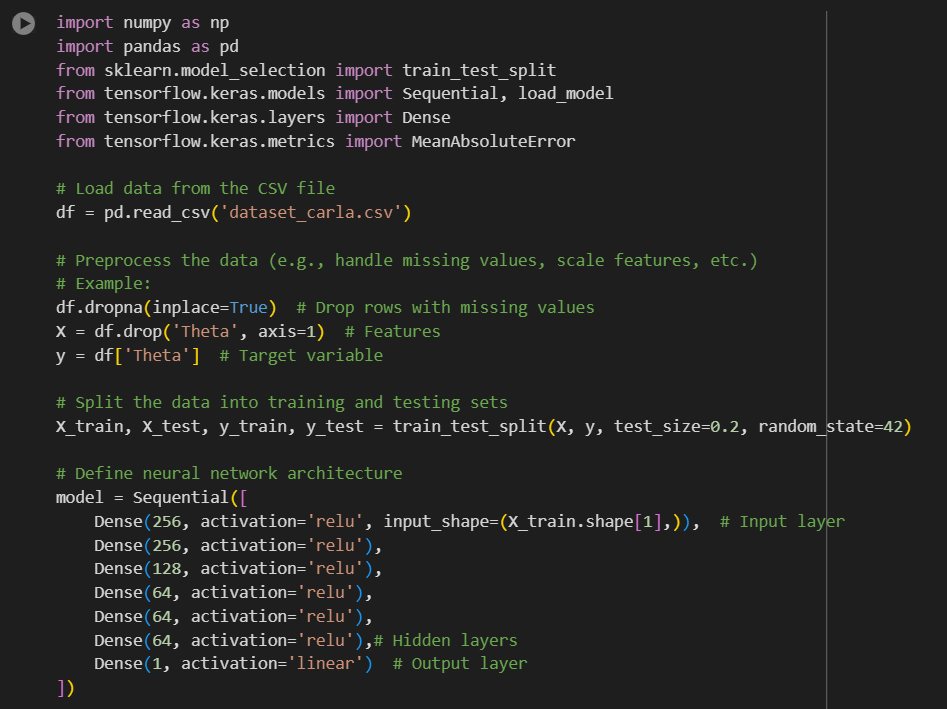 import numpy as np
import pandas as pd
from sklearn.model_selection import train_test_split
from tensorflow.keras.models import Sequential, load_model
from tensorflow.keras.layers import Dense
from tensorflow.keras.metrics import MeanAbsoluteError

# Load data from the CSV file
df = pd.read_csv('dataset_carla.csv')

# Preprocess the data (e.g., handle missing values, scale features, etc.)
# Example:
df.dropna(inplace=True)  # Drop rows with missing values
X = df.drop('Theta', axis=1)  # Features
y = df['Theta']  # Target variable

# Split the data into training and testing sets
X_train, X_test, y_train, y_test = train_test_split(X, y, test_size=0.2, random_state=42)

# Define neural network architecture
model = Sequential([
    Dense(256, activation='relu', input_shape=(X_train.shape[1],)),  # Input layer
    Dense(256, activation='relu'),
    Dense(128, activation='relu'),
    Dense(64, activation='relu'),
    Dense(64, activation='relu'),
    Dense(64, activation='relu'),# Hidden layers
    Dense(1, activation='linear')  # Output layer
])